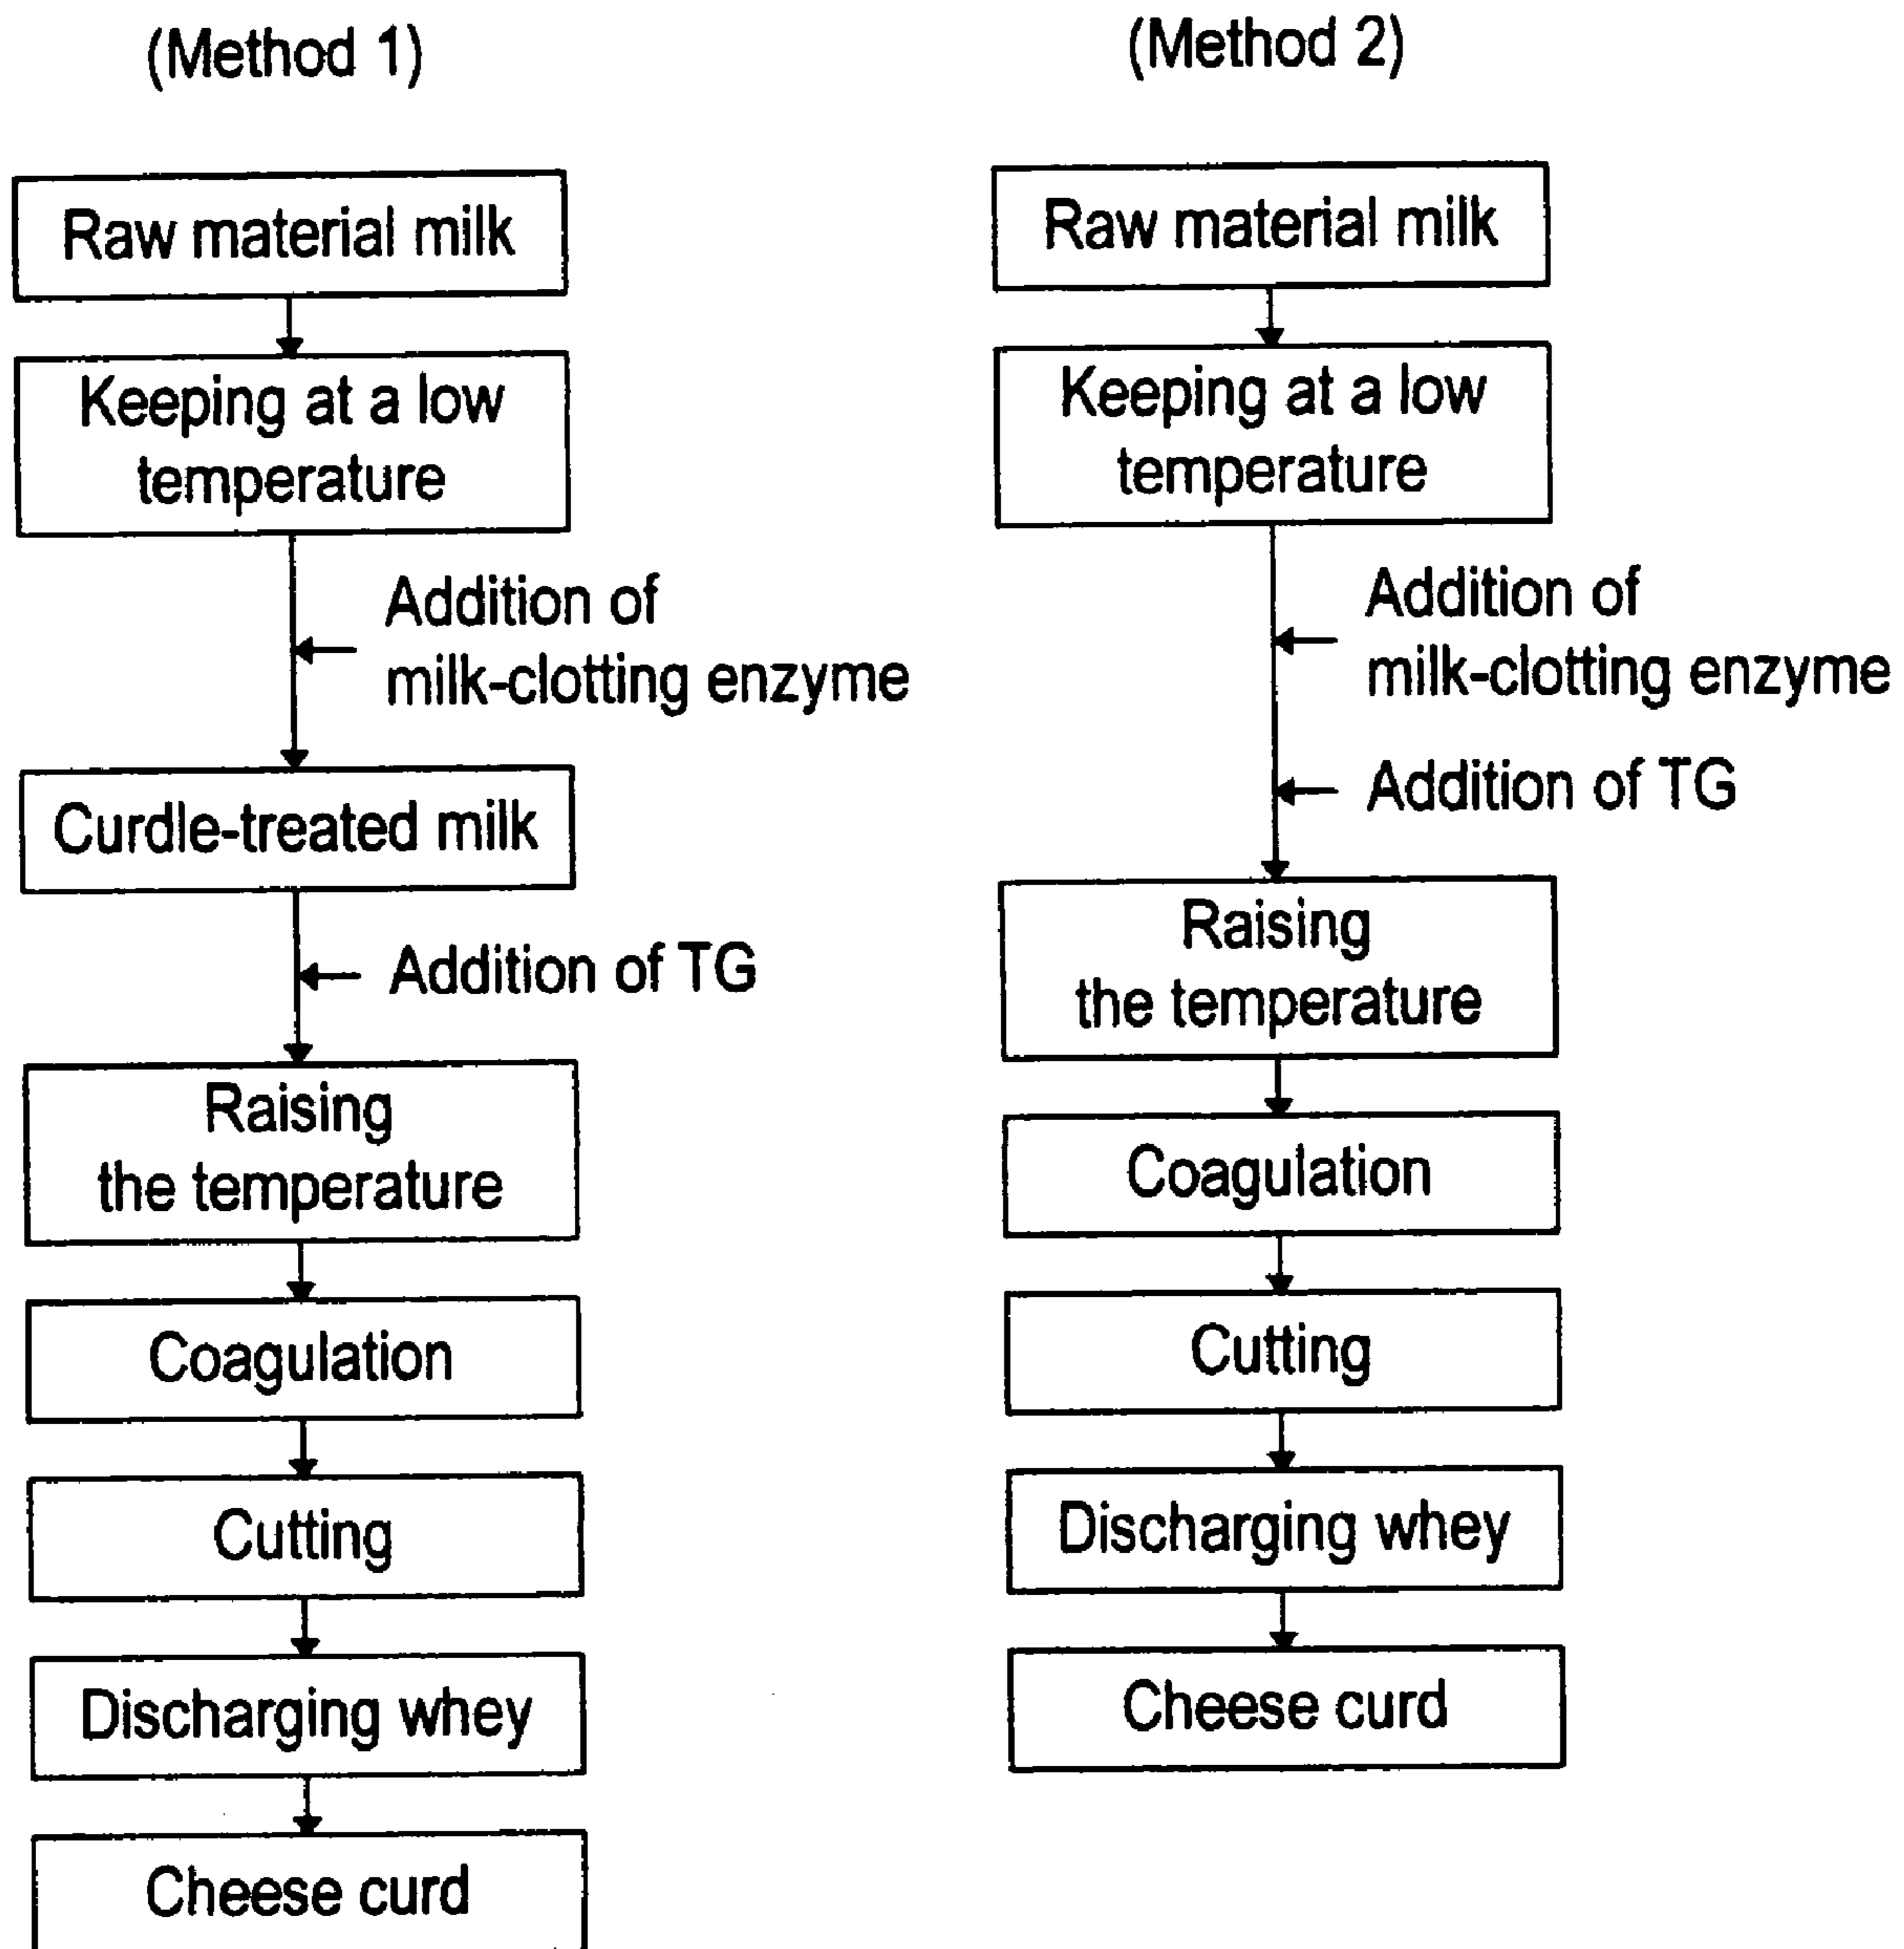 (Method 1)
Raw material milk
Keeping at a low
temperature
Addition of
milk-clotting enzyme
Curdle-treated milk
Addition of TG
Raising
the temperature
Coagulation
Cutting
Discharging whey
Cheese curd
(Method 2)
Raw material milk
Keeping at a low
temperature
Addition of
milk-clotting enzyme
Addition of TG
Raising
the temperature
Coagulation
Cutting
Discharging whey
Cheese curd